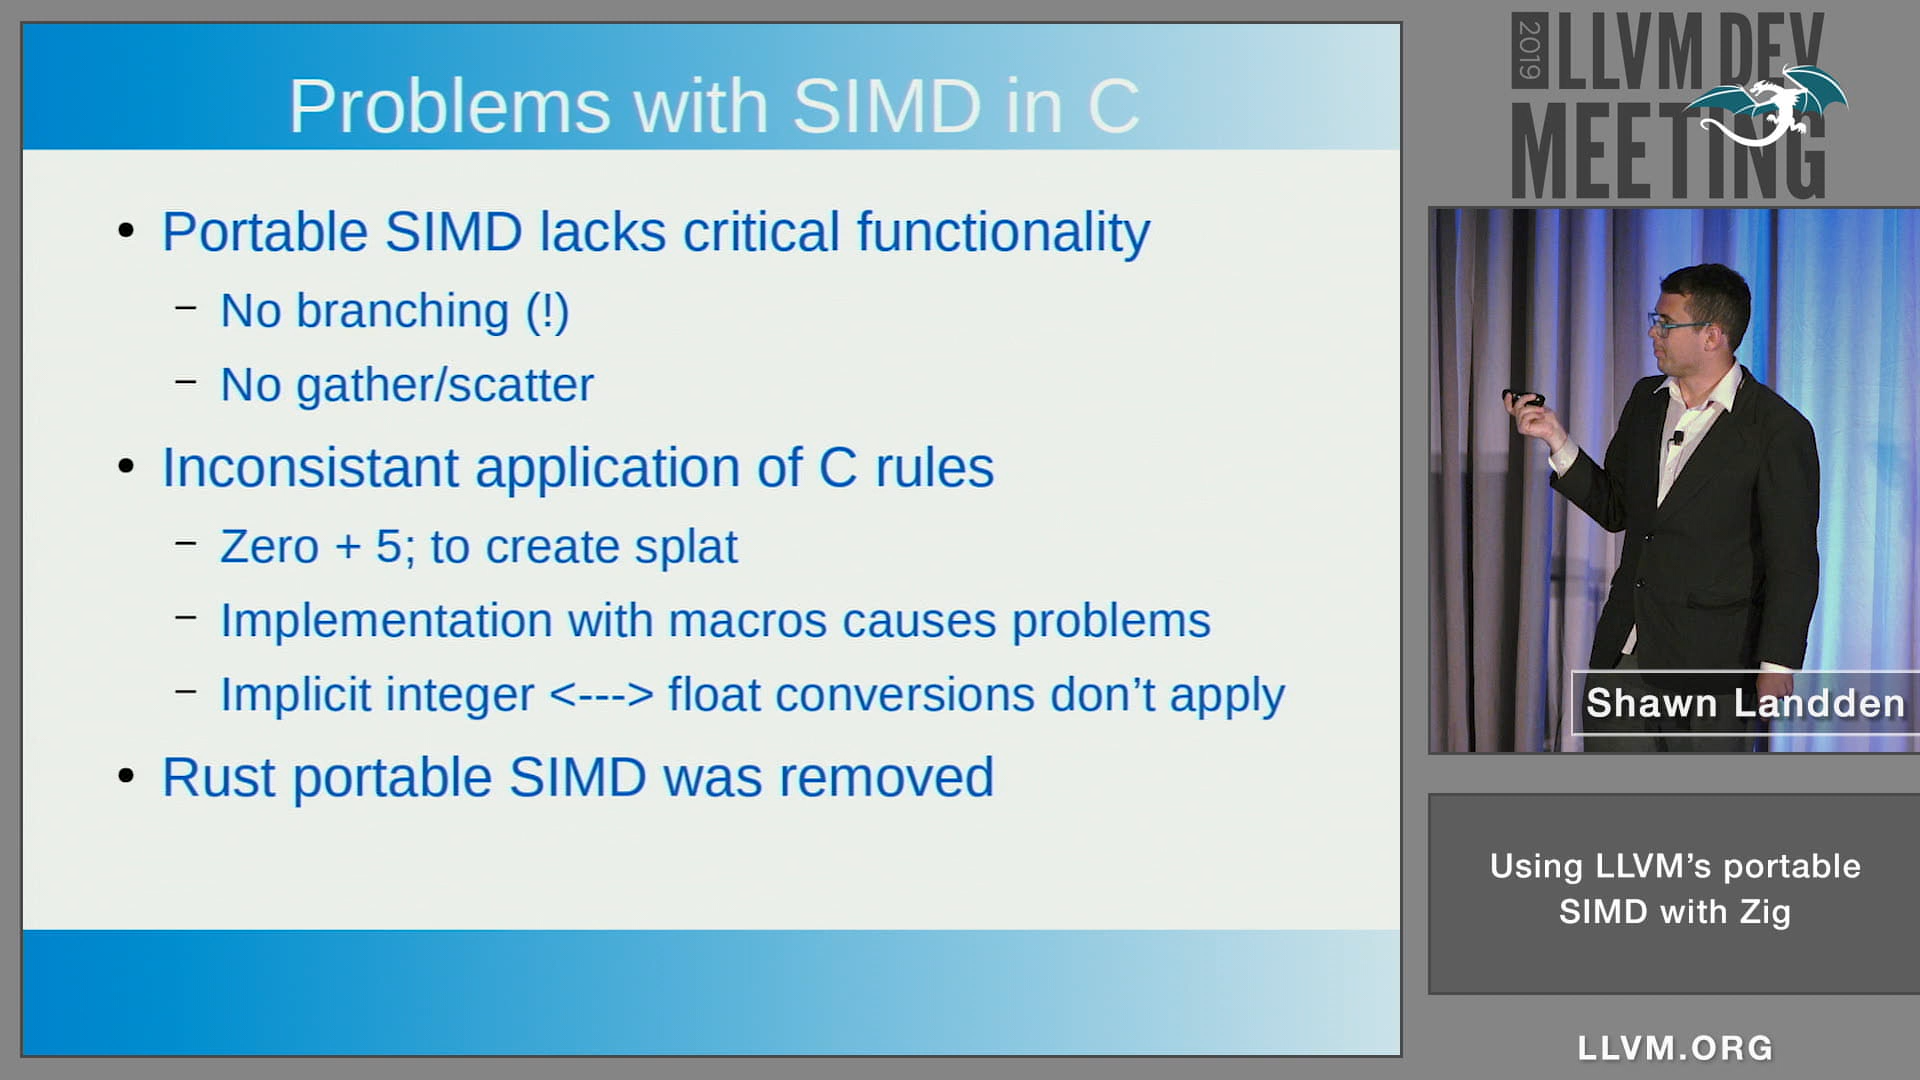 Problems with SIMD in C
• Portable SIMD lacks critical functionality
– No branching (!)
– No gather/scatter
• Inconsistant application of C rules
– Zero + 5; to create splat
– Implementation with macros causes problems
– Implicit integer <---> float conversions don’t apply
• Rust portable SIMD was removed
2019
LLVM DEV
MEETING
Shawn Landden
Using LLVM’s portable
SIMD with Zig
LLVM.ORG